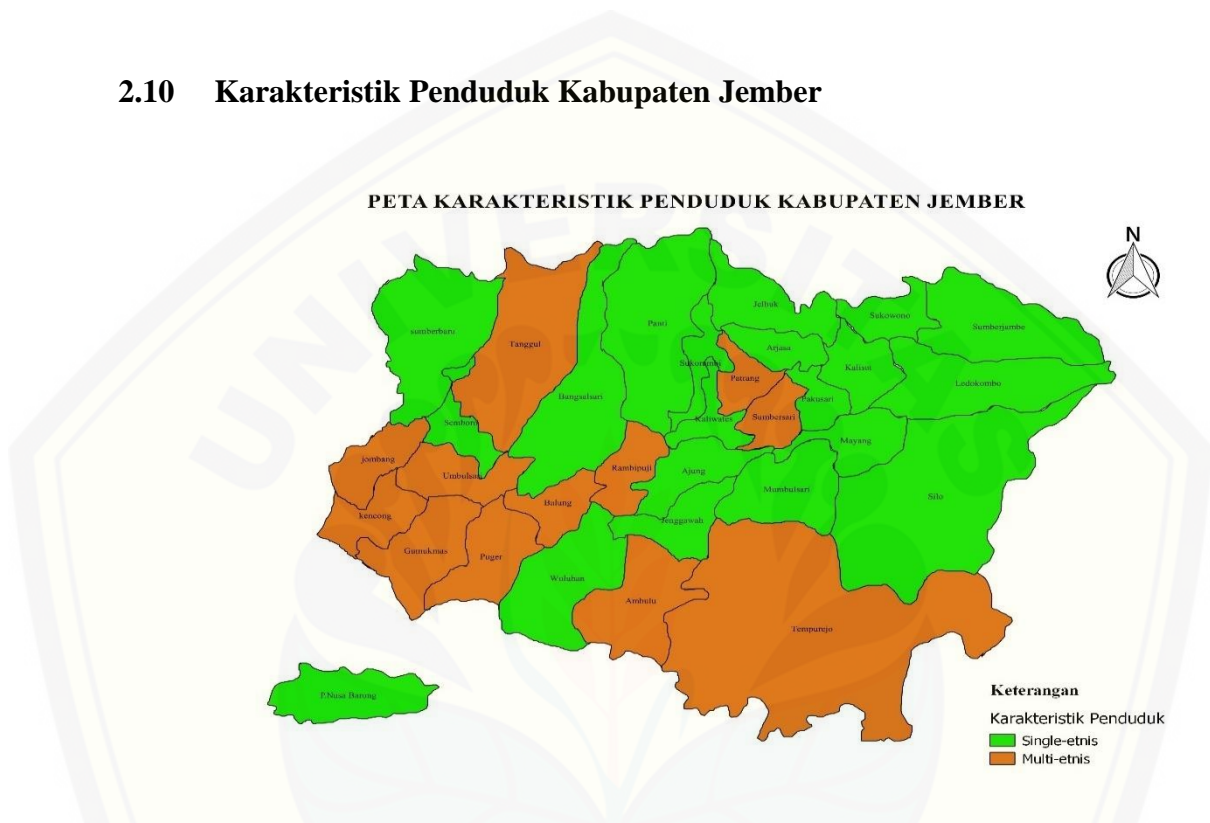 2.10 Karakteristik Penduduk Kabupaten Jember
PETA KARAKTERISTIK PENDUDUK KABUPATEN JEMBER
N
Jelbuk
Sukowono
Sumberjambe
sumberbaru
Panti
Tanggul
Arjasa
Sukorambi
Kalisat
Patrang
Ledokombo
Bangsalsari
Pakusari
Sumbersari
Kaliwates
Semboro
Mayang
jombang
Rambipuji
Ajung
Umbulsari
Mumbulsari
Silo
Balung
kencong
Jenggawah
Gumukmas
Puger
Wuluhan
Ambulu
Tempurejo
P.Nusa Barung
Keterangan
Karakteristik Penduduk
Single-etnis
Multi-etnis
UNIVERSITAS